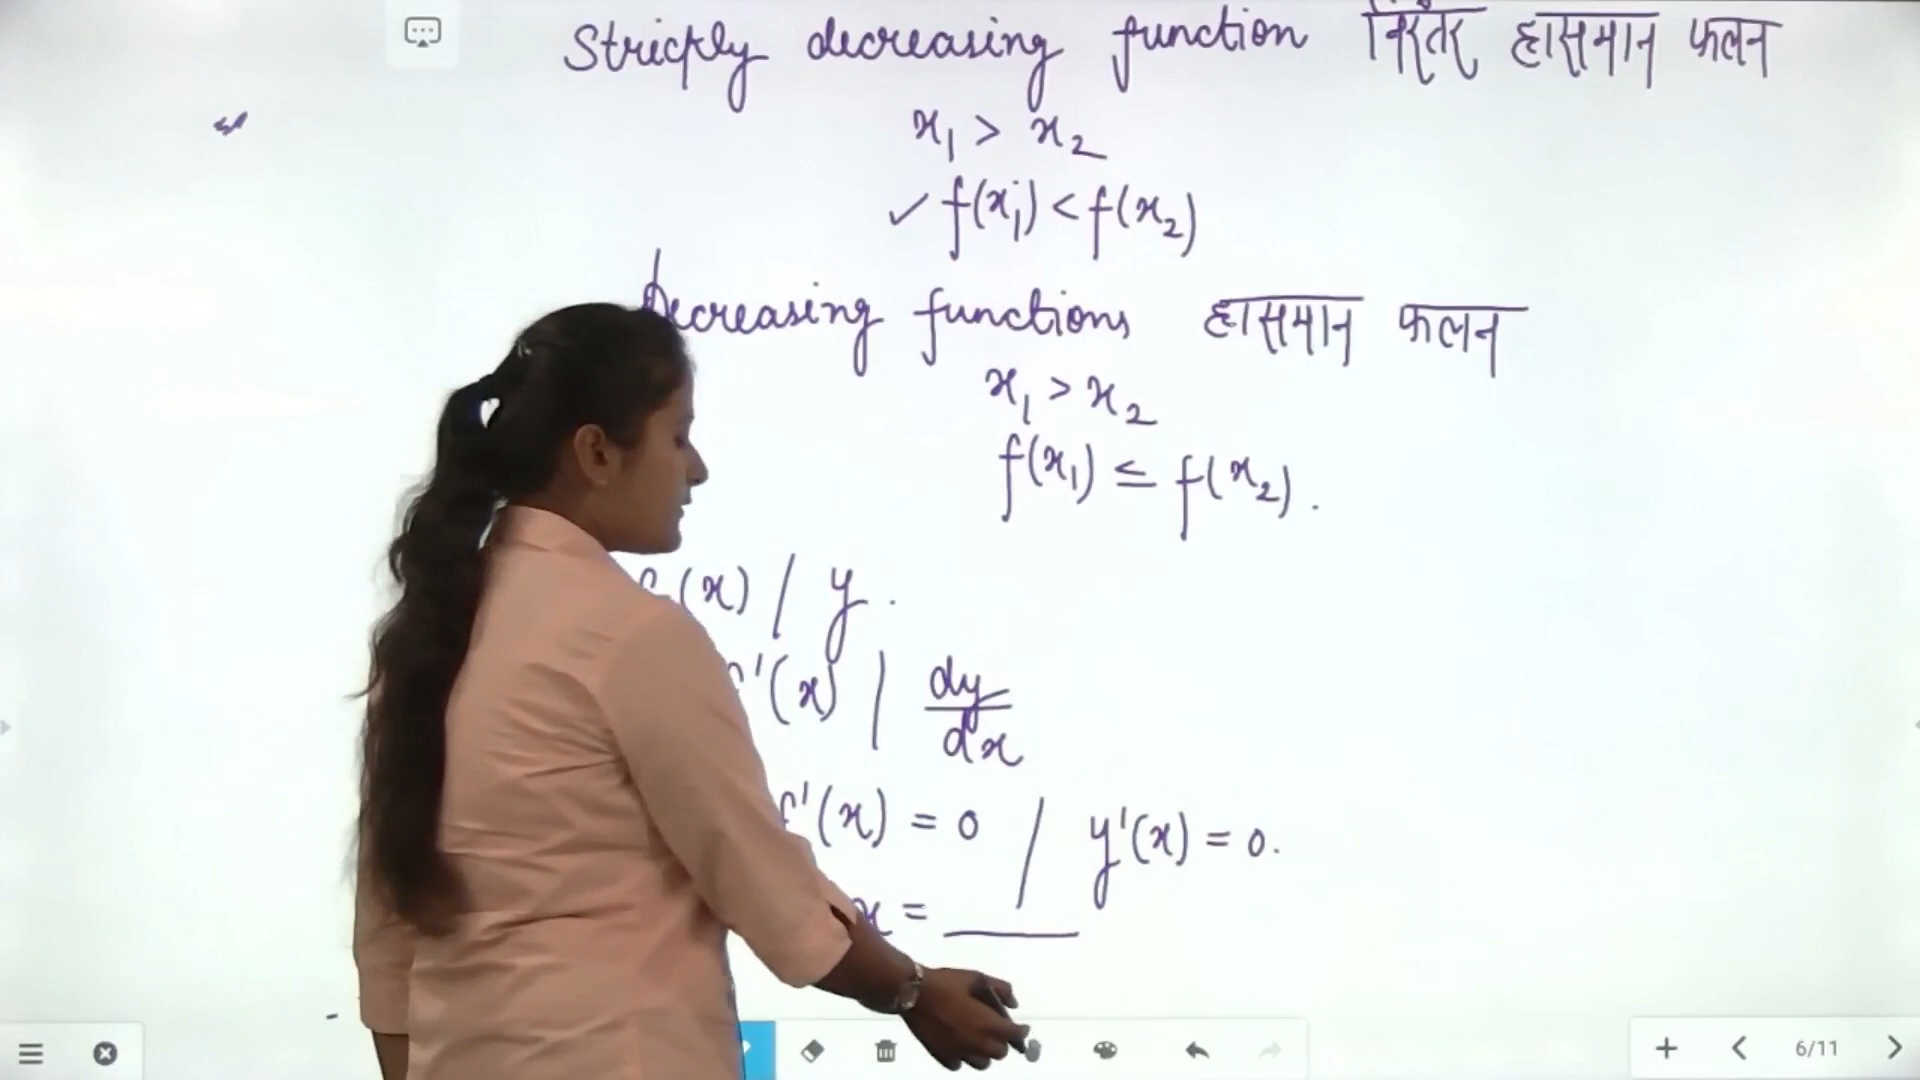 Strictly decreasing function निरंतर ह्रासमान फलन
x₁ > x₂
✓ f(x₁) < f(x₂)
decreasing functions ह्रासमान फलन
x₁ > x₂
f(x₁) ≤ f(x₂).
f(x) / y.
f'(x) / dy/dx
f'(x) = 0 / y'(x) = 0.
x = ___
6/11